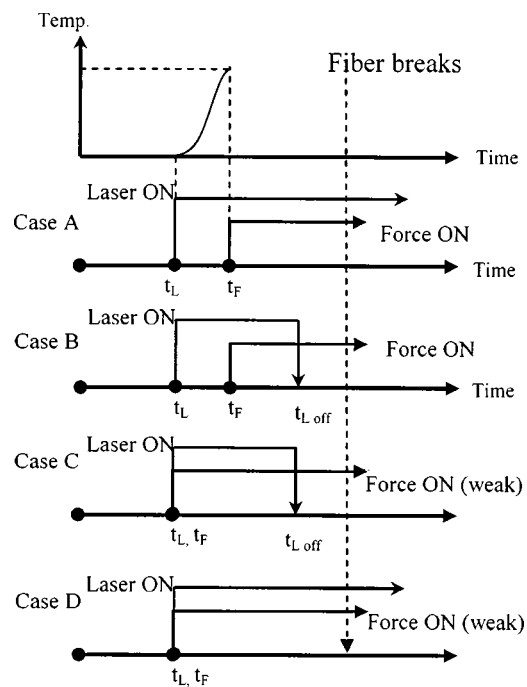 Temp.
Fiber breaks
Time
Laser ON
Case A
Force ON
Time
t_L
t_F
Laser ON
Case B
Force ON
Time
t_L
t_F
t_L off
Laser ON
Case C
Force ON (weak)
t_L, t_F
t_L off
Laser ON
Case D
Force ON (weak)
t_L, t_F